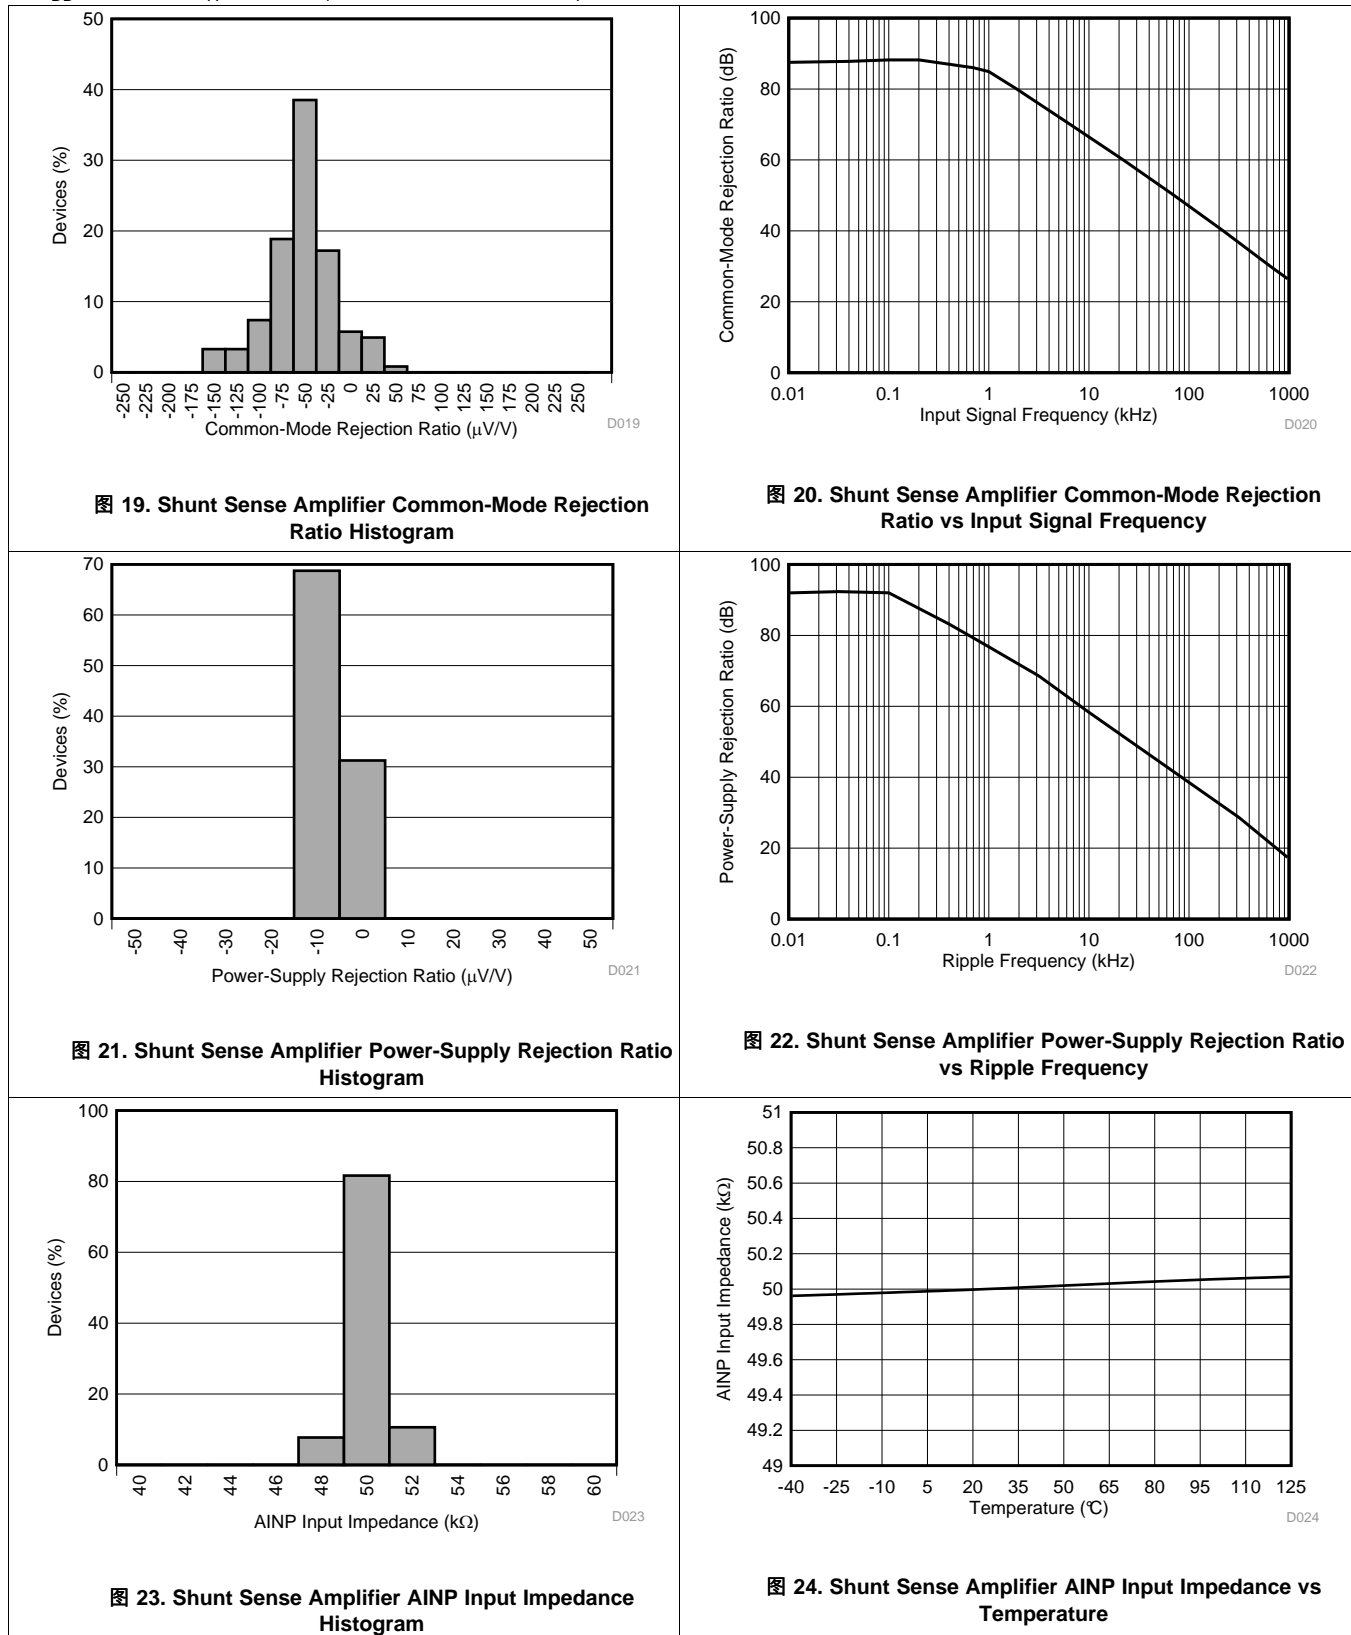 50
40
30
20
10
0
Devices (%)
-250 -225 -200 -175 -150 -125 -100 -75 -50 -25 0 25 50 75 100 125 150 175 200 225 250
Common-Mode Rejection Ratio (μV/V)
D019
图 19. Shunt Sense Amplifier Common-Mode Rejection
Ratio Histogram
100
80
60
40
20
0
Common-Mode Rejection Ratio (dB)
0.01 0.1 1 10 100 1000
Input Signal Frequency (kHz)
D020
图 20. Shunt Sense Amplifier Common-Mode Rejection
Ratio vs Input Signal Frequency
70
60
50
40
30
20
10
0
Devices (%)
-50 -40 -30 -20 -10 0 10 20 30 40 50
Power-Supply Rejection Ratio (μV/V)
D021
图 21. Shunt Sense Amplifier Power-Supply Rejection Ratio
Histogram
100
80
60
40
20
0
Power-Supply Rejection Ratio (dB)
0.01 0.1 1 10 100 1000
Ripple Frequency (kHz)
D022
图 22. Shunt Sense Amplifier Power-Supply Rejection Ratio
vs Ripple Frequency
100
80
60
40
20
0
Devices (%)
40 42 44 46 48 50 52 54 56 58 60
AINP Input Impedance (kΩ)
D023
图 23. Shunt Sense Amplifier AINP Input Impedance
Histogram
51
50.8
50.6
50.4
50.2
50
49.8
49.6
49.4
49.2
49
AINP Input Impedance (kΩ)
-40 -25 -10 5 20 35 50 65 80 95 110 125
Temperature (°C)
D024
图 24. Shunt Sense Amplifier AINP Input Impedance vs
Temperature